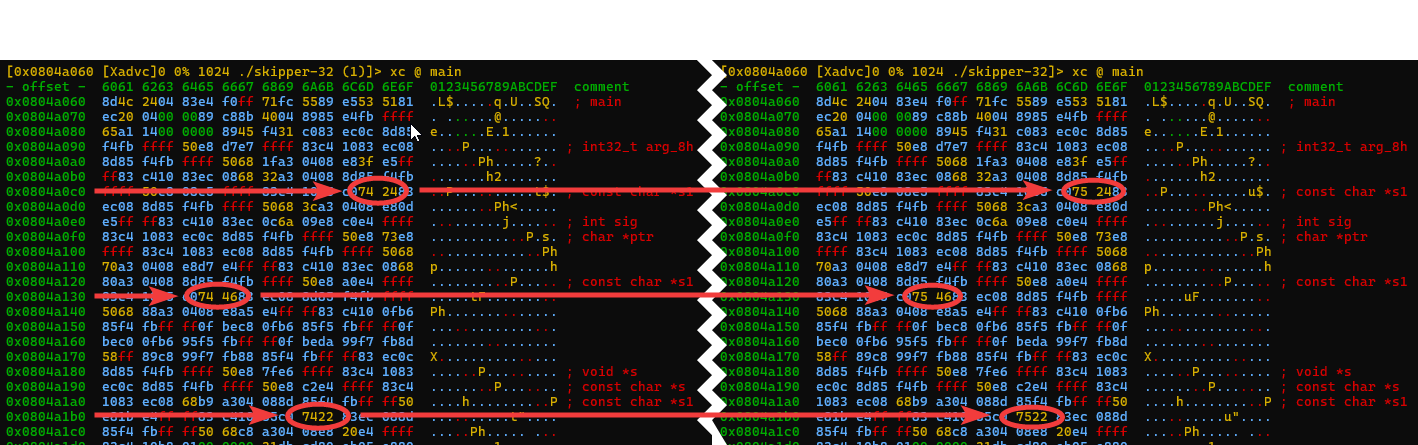 [0x0804a060 [Xadvc]0 0% 1024 ./skipper-32 (1)]> xc @ main
- offset - 6061 6263 6465 6667 6869 6A6B 6C6D 6E6F 0123456789ABCDEF comment
0x0804a060 8d4c 2404 83e4 f0ff 71fc 5589 e553 5181 .L$.....q.U..SQ. ; main
0x0804a070 ec20 0400 0089 c88b 4004 8985 e4fb ffff . ......@.......
0x0804a080 65a1 1400 0000 8945 f431 c083 ec0c 8d85 e......E.1......
0x0804a090 f4fb ffff 50e8 d7e7 ffff 83c4 1083 ec08 ....P........... ; int32_t arg_8h
0x0804a0a0 8d85 f4fb ffff 5068 1fa3 0408 e83f e5ff ......Ph.....?..
0x0804a0b0 ff83 c410 83ec 0868 32a3 0408 8d85 f4fb .......h2.......
0x0804a0c0 74 248 ..P..........t$. ; const char *s1
0x0804a0d0 ec08 8d85 f4fb ffff 5068 3ca3 0408 e80d ........Ph<.....
0x0804a0e0 e5ff ff83 c410 83ec 0c6a 09e8 c0e4 ffff .........j...... ; int sig
0x0804a0f0 83c4 1083 ec0c 8d85 f4fb ffff 50e8 73e8 ............P.s. ; char *ptr
0x0804a100 ffff 83c4 1083 ec08 8d85 f4fb ffff 5068 ..............Ph
0x0804a110 70a3 0408 e8d7 e4ff ff83 c410 83ec 0868 p..............h
0x0804a120 80a3 0408 8d85 f4fb ffff 50e8 a0e4 ffff ..........P..... ; const char *s1
0x0804a130 74 468 ec08 8d85 f4fb ffff .....tF.........
0x0804a140 5068 88a3 0408 e8a5 e4ff ff83 c410 0fb6 Ph..............
0x0804a150 85f4 fbff ff0f bec8 0fb6 85f5 fbff ff0f ................
0x0804a160 bec0 0fb6 95f5 fbff ff0f beda 99f7 fb8d ................
0x0804a170 58ff 89c8 99f7 fb88 85f4 fbff ff83 ec0c X...............
0x0804a180 8d85 f4fb ffff 50e8 7fe6 ffff 83c4 1083 ......P......... ; void *s
0x0804a190 ec0c 8d85 f4fb ffff 50e8 c2e4 ffff 83c4 ........P....... ; const char *s
0x0804a1a0 1083 ec08 68b9 a304 088d 85f4 fbff ff50 ....h..........P ; const char *s1
0x0804a1b0 7422 83ec 088d ..........t"....
0x0804a1c0 85f4 fbff ff50 68c8 a304 08e8 20e4 ffff .....Ph..... ...
[0x0804a060 [Xadvc]0 0% 1024 ./skipper-32]> xc @ main
- offset - 6061 6263 6465 6667 6869 6A6B 6C6D 6E6F 0123456789ABCDEF comment
0x0804a060 8d4c 2404 83e4 f0ff 71fc 5589 e553 5181 .L$.....q.U..SQ. ; main
0x0804a070 ec20 0400 0089 c88b 4004 8985 e4fb ffff . ......@.......
0x0804a080 65a1 1400 0000 8945 f431 c083 ec0c 8d85 e......E.1......
0x0804a090 f4fb ffff 50e8 d7e7 ffff 83c4 1083 ec08 ....P........... ; int32_t arg_8h
0x0804a0a0 8d85 f4fb ffff 5068 1fa3 0408 e83f e5ff ......Ph.....?..
0x0804a0b0 ff83 c410 83ec 0868 32a3 0408 8d85 f4fb .......h2.......
0x0804a0c0 75 248 ..P..........u$. ; const char *s1
0x0804a0d0 ec08 8d85 f4fb ffff 5068 3ca3 0408 e80d ........Ph<.....
0x0804a0e0 e5ff ff83 c410 83ec 0c6a 09e8 c0e4 ffff .........j...... ; int sig
0x0804a0f0 83c4 1083 ec0c 8d85 f4fb ffff 50e8 73e8 ............P.s. ; char *ptr
0x0804a100 ffff 83c4 1083 ec08 8d85 f4fb ffff 5068 ..............Ph
0x0804a110 70a3 0408 e8d7 e4ff ff83 c410 83ec 0868 p..............h
0x0804a120 80a3 0408 8d85 f4fb ffff 50e8 a0e4 ffff ..........P..... ; const char *s1
0x0804a130 75 468 ec08 8d85 f4fb ffff .....uF.........
0x0804a140 5068 88a3 0408 e8a5 e4ff ff83 c410 0fb6 Ph..............
0x0804a150 85f4 fbff ff0f bec8 0fb6 85f5 fbff ff0f ................
0x0804a160 bec0 0fb6 95f5 fbff ff0f beda 99f7 fb8d ................
0x0804a170 58ff 89c8 99f7 fb88 85f4 fbff ff83 ec0c X...............
0x0804a180 8d85 f4fb ffff 50e8 7fe6 ffff 83c4 1083 ......P......... ; void *s
0x0804a190 ec0c 8d85 f4fb ffff 50e8 c2e4 ffff 83c4 ........P....... ; const char *s
0x0804a1a0 1083 ec08 68b9 a304 088d 85f4 fbff ff50 ....h..........P ; const char *s1
0x0804a1b0 7522 83ec 088d ..........u"....
0x0804a1c0 85f4 fbff ff50 68c8 a304 08e8 20e4 ffff .....Ph..... ...